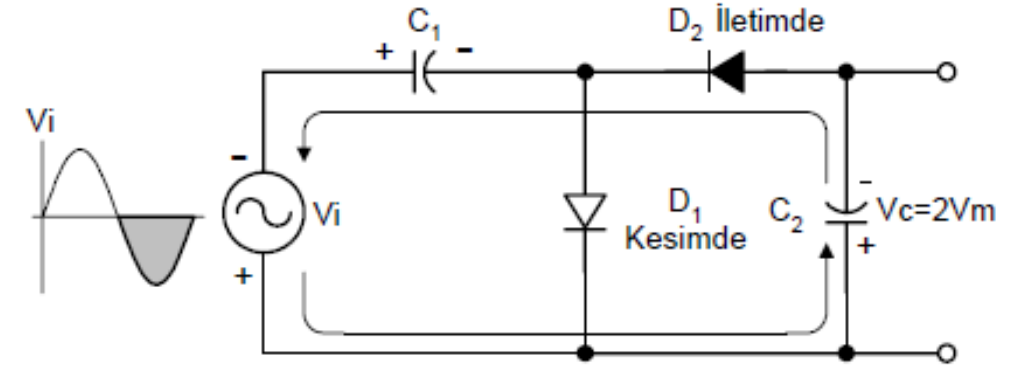 C₁
D₂ İletimde
+ -
Vi
-
Vi
+
D₁
Kesimde
C₂
-
Vc=2Vm
+